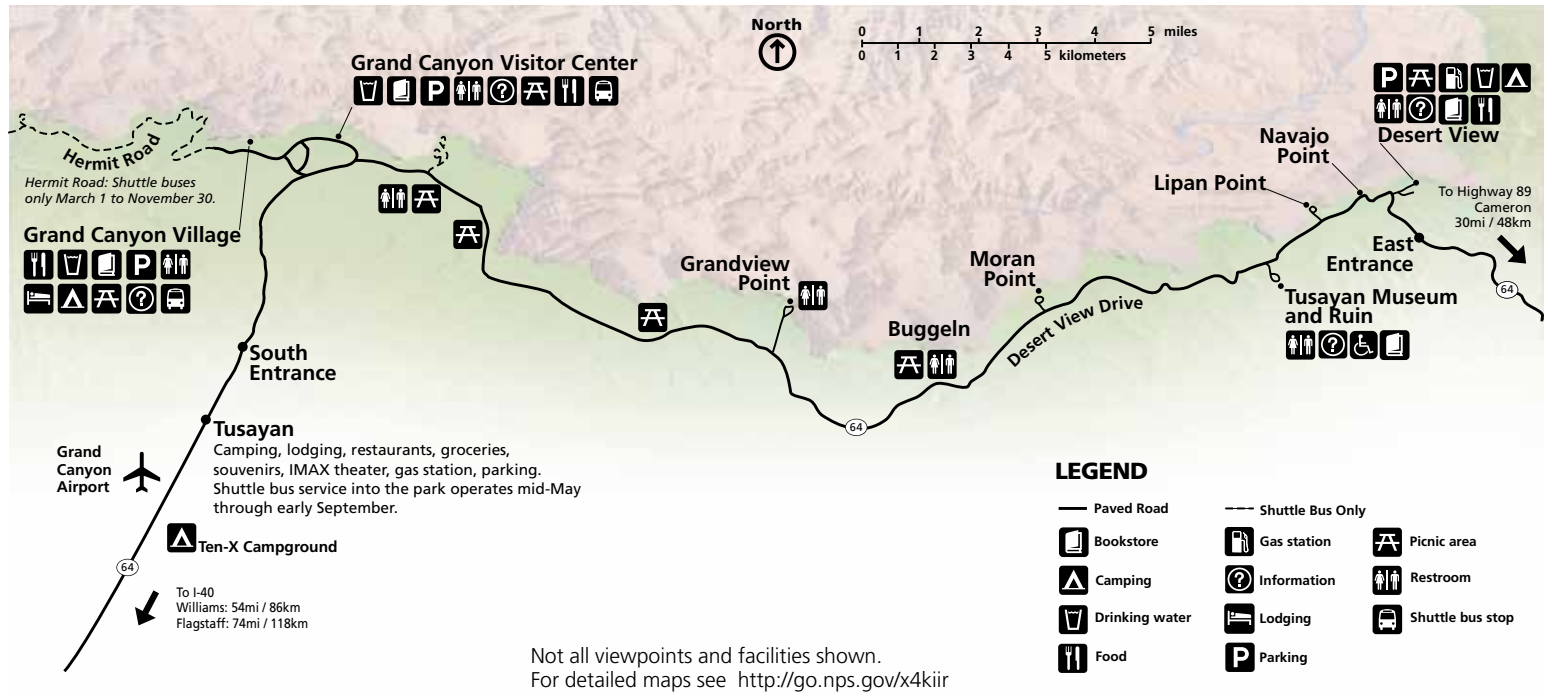 North
0 1 2 3 4 5 miles
0 1 2 3 4 5 kilometers
Grand Canyon Visitor Center
P
?
Hermit Road
Hermit Road: Shuttle buses
only March 1 to November 30.
Grand Canyon Village
P
?
P
?
Desert View
Navajo
Point
Lipan Point
To Highway 89
Cameron
30mi / 48km
East
Entrance
64
Tusayan Museum
and Ruin
?
Moran
Point
Desert View Drive
Grandview
Point
Buggeln
64
South
Entrance
Tusayan
Camping, lodging, restaurants, groceries,
souvenirs, IMAX theater, gas station, parking.
Shuttle bus service into the park operates mid-May
through early September.
Grand
Canyon
Airport
Ten-X Campground
64
To I-40
Williams: 54mi / 86km
Flagstaff: 74mi / 118km
LEGEND
Paved Road
Shuttle Bus Only
Bookstore
Gas station
Picnic area
Camping
? Information
Restroom
Drinking water
Lodging
Shuttle bus stop
Food
P Parking
Not all viewpoints and facilities shown.
For detailed maps see http://go.nps.gov/x4kiir